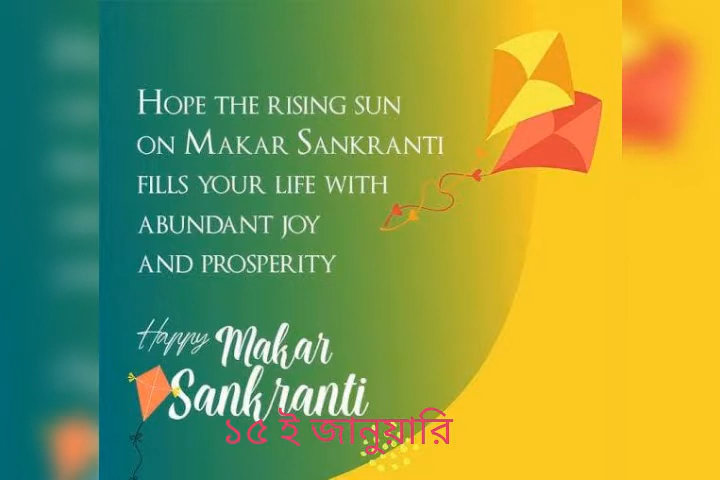 HOPE THE RISING SUN
ON MAKAR SANKRANTI
FILLS YOUR LIFE WITH
ABUNDANT JOY
AND PROSPERITY
Happy Makar
Sankranti
১৫ ই জানুয়ারি